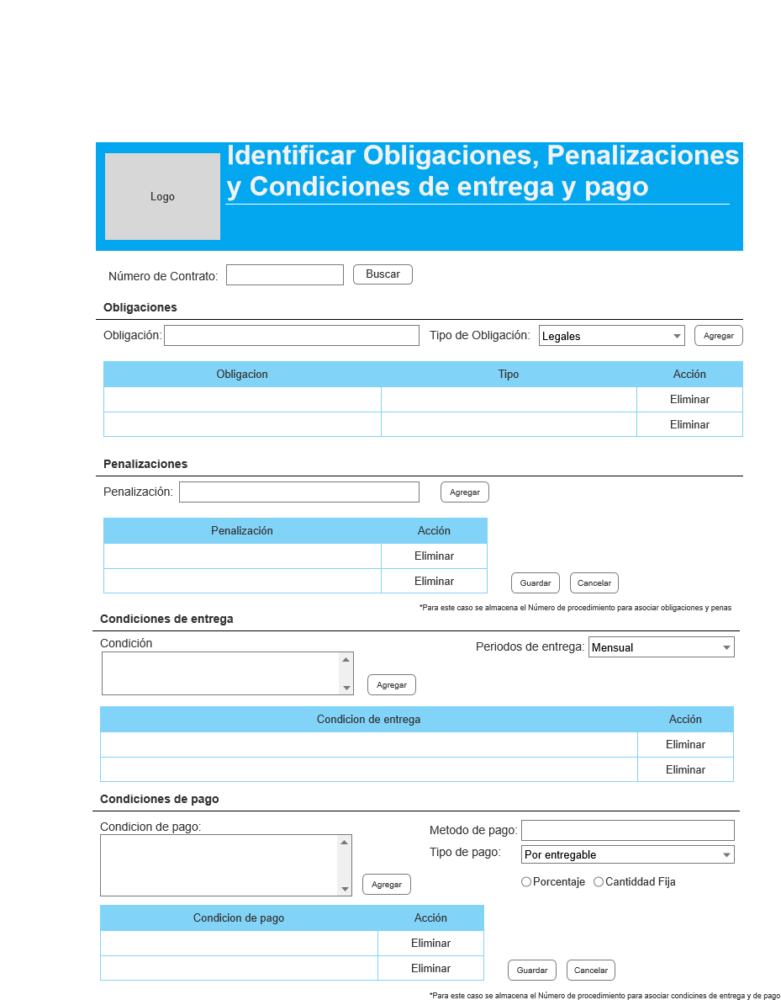 Logo
Identificar Obligaciones, Penalizaciones
y Condiciones de entrega y pago
Número de Contrato: Buscar
Obligaciones
Obligación: Tipo de Obligación: Legales Agregar
Obligacion Tipo Acción
Eliminar
Eliminar
Penalizaciones
Penalización: Agregar
Penalización Acción
Eliminar
Eliminar
Guardar Cancelar
*Para este caso se almacena el Número de procedimiento para asociar obligaciones y penas
Condiciones de entrega
Condición
Periodos de entrega: Mensual
Agregar
Condicion de entrega Acción
Eliminar
Eliminar
Condiciones de pago
Condicion de pago:
Metodo de pago:
Tipo de pago: Por entregable
Porcentaje Cantiddad Fija
Agregar
Condicion de pago Acción
Eliminar
Eliminar
Guardar Cancelar
*Para este caso se almacena el Número de procedimiento para asociar condicines de entrega y de pago